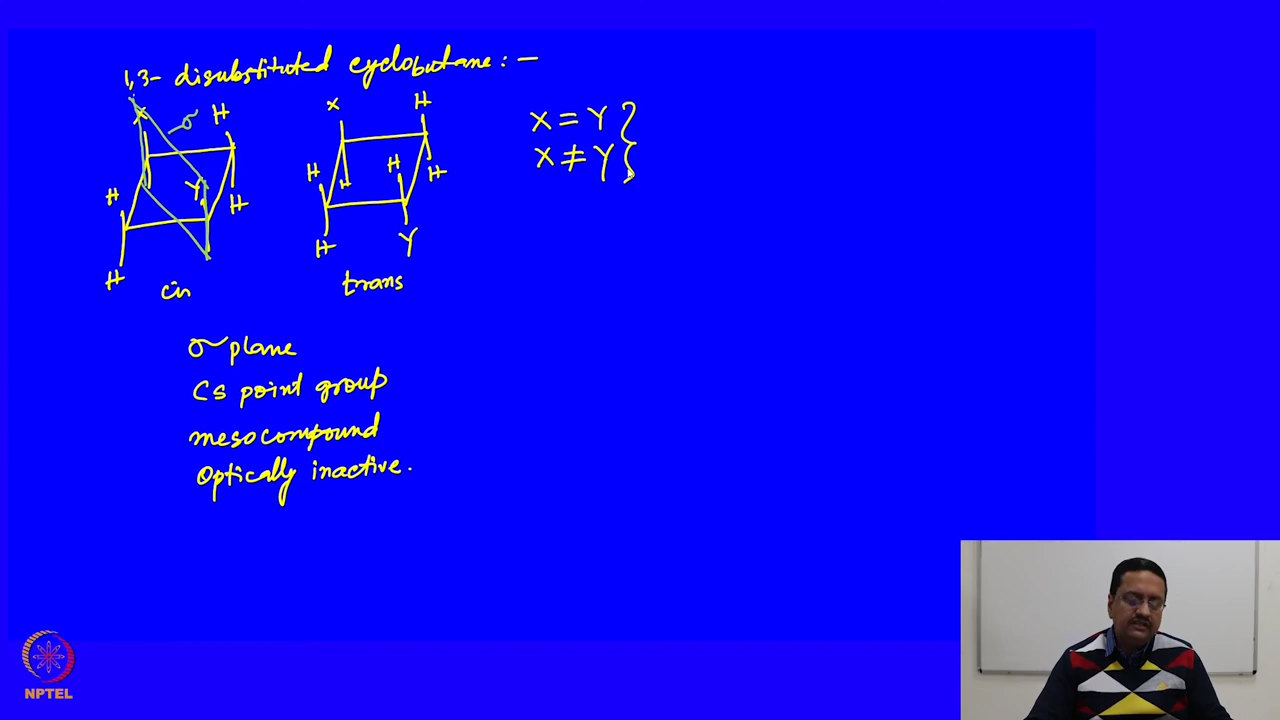 1,3- disubstituted cyclobutane : –
X H X H X = Y
H Y H H H H X ≠ Y
H H Y
cis trans
σ plane
Cs point group
meso compound
Optically inactive.
NPTEL